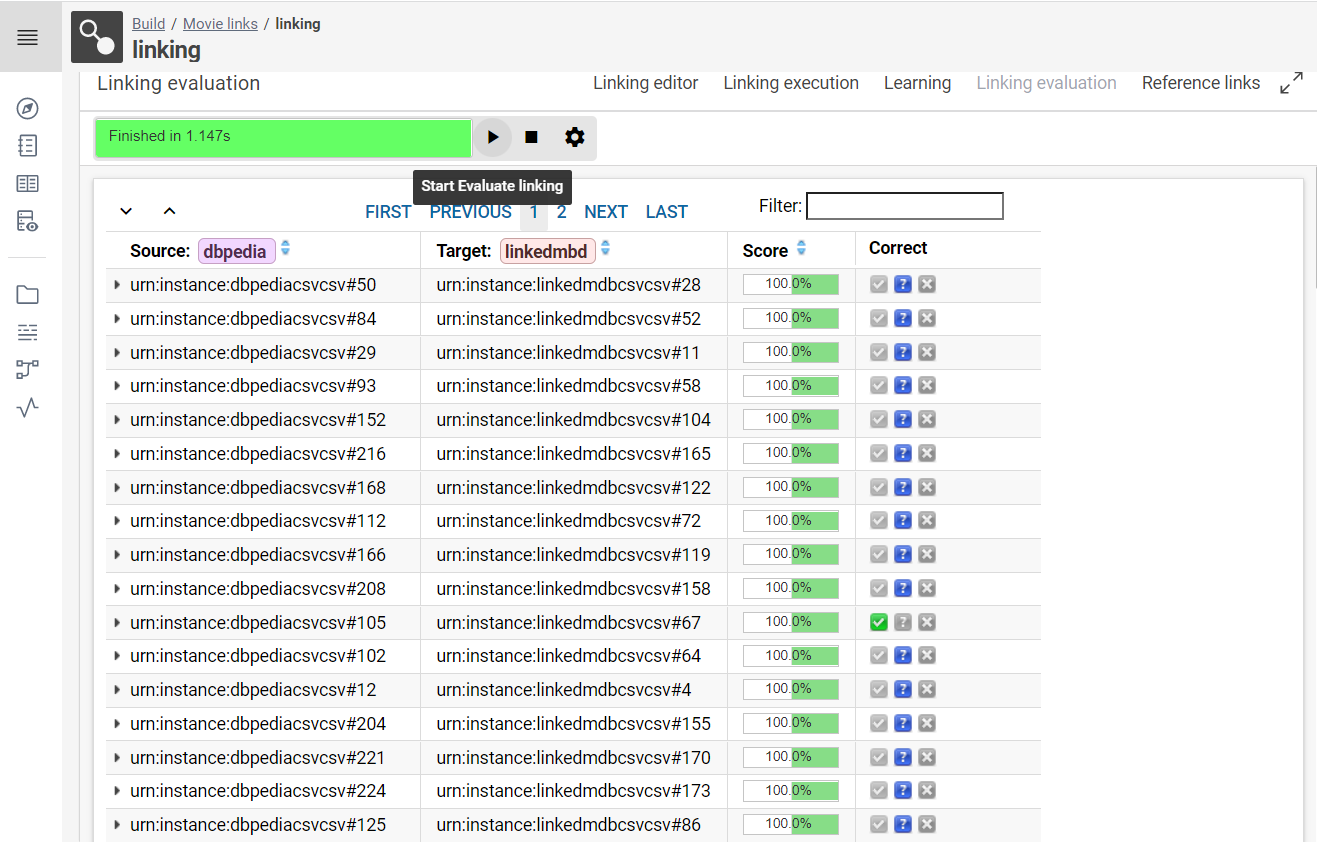 Build / Movie links / linking
linking
Linking evaluation Linking editor Linking execution Learning Linking evaluation Reference links
Finished in 1.147s
Start Evaluate linking
FIRST PREVIOUS 1 2 NEXT LAST Filter:
Source: dbpedia Target: linkedmbd Score Correct
urn:instance:dbpediacsvcsv#50 urn:instance:linkedmdbcsvcsv#28 100.0%
urn:instance:dbpediacsvcsv#84 urn:instance:linkedmdbcsvcsv#52 100.0%
urn:instance:dbpediacsvcsv#29 urn:instance:linkedmdbcsvcsv#11 100.0%
urn:instance:dbpediacsvcsv#93 urn:instance:linkedmdbcsvcsv#58 100.0%
urn:instance:dbpediacsvcsv#152 urn:instance:linkedmdbcsvcsv#104 100.0%
urn:instance:dbpediacsvcsv#216 urn:instance:linkedmdbcsvcsv#165 100.0%
urn:instance:dbpediacsvcsv#168 urn:instance:linkedmdbcsvcsv#122 100.0%
urn:instance:dbpediacsvcsv#112 urn:instance:linkedmdbcsvcsv#72 100.0%
urn:instance:dbpediacsvcsv#166 urn:instance:linkedmdbcsvcsv#119 100.0%
urn:instance:dbpediacsvcsv#208 urn:instance:linkedmdbcsvcsv#158 100.0%
urn:instance:dbpediacsvcsv#105 urn:instance:linkedmdbcsvcsv#67 100.0%
urn:instance:dbpediacsvcsv#102 urn:instance:linkedmdbcsvcsv#64 100.0%
urn:instance:dbpediacsvcsv#12 urn:instance:linkedmdbcsvcsv#4 100.0%
urn:instance:dbpediacsvcsv#204 urn:instance:linkedmdbcsvcsv#155 100.0%
urn:instance:dbpediacsvcsv#221 urn:instance:linkedmdbcsvcsv#170 100.0%
urn:instance:dbpediacsvcsv#224 urn:instance:linkedmdbcsvcsv#173 100.0%
urn:instance:dbpediacsvcsv#125 urn:instance:linkedmdbcsvcsv#86 100.0%